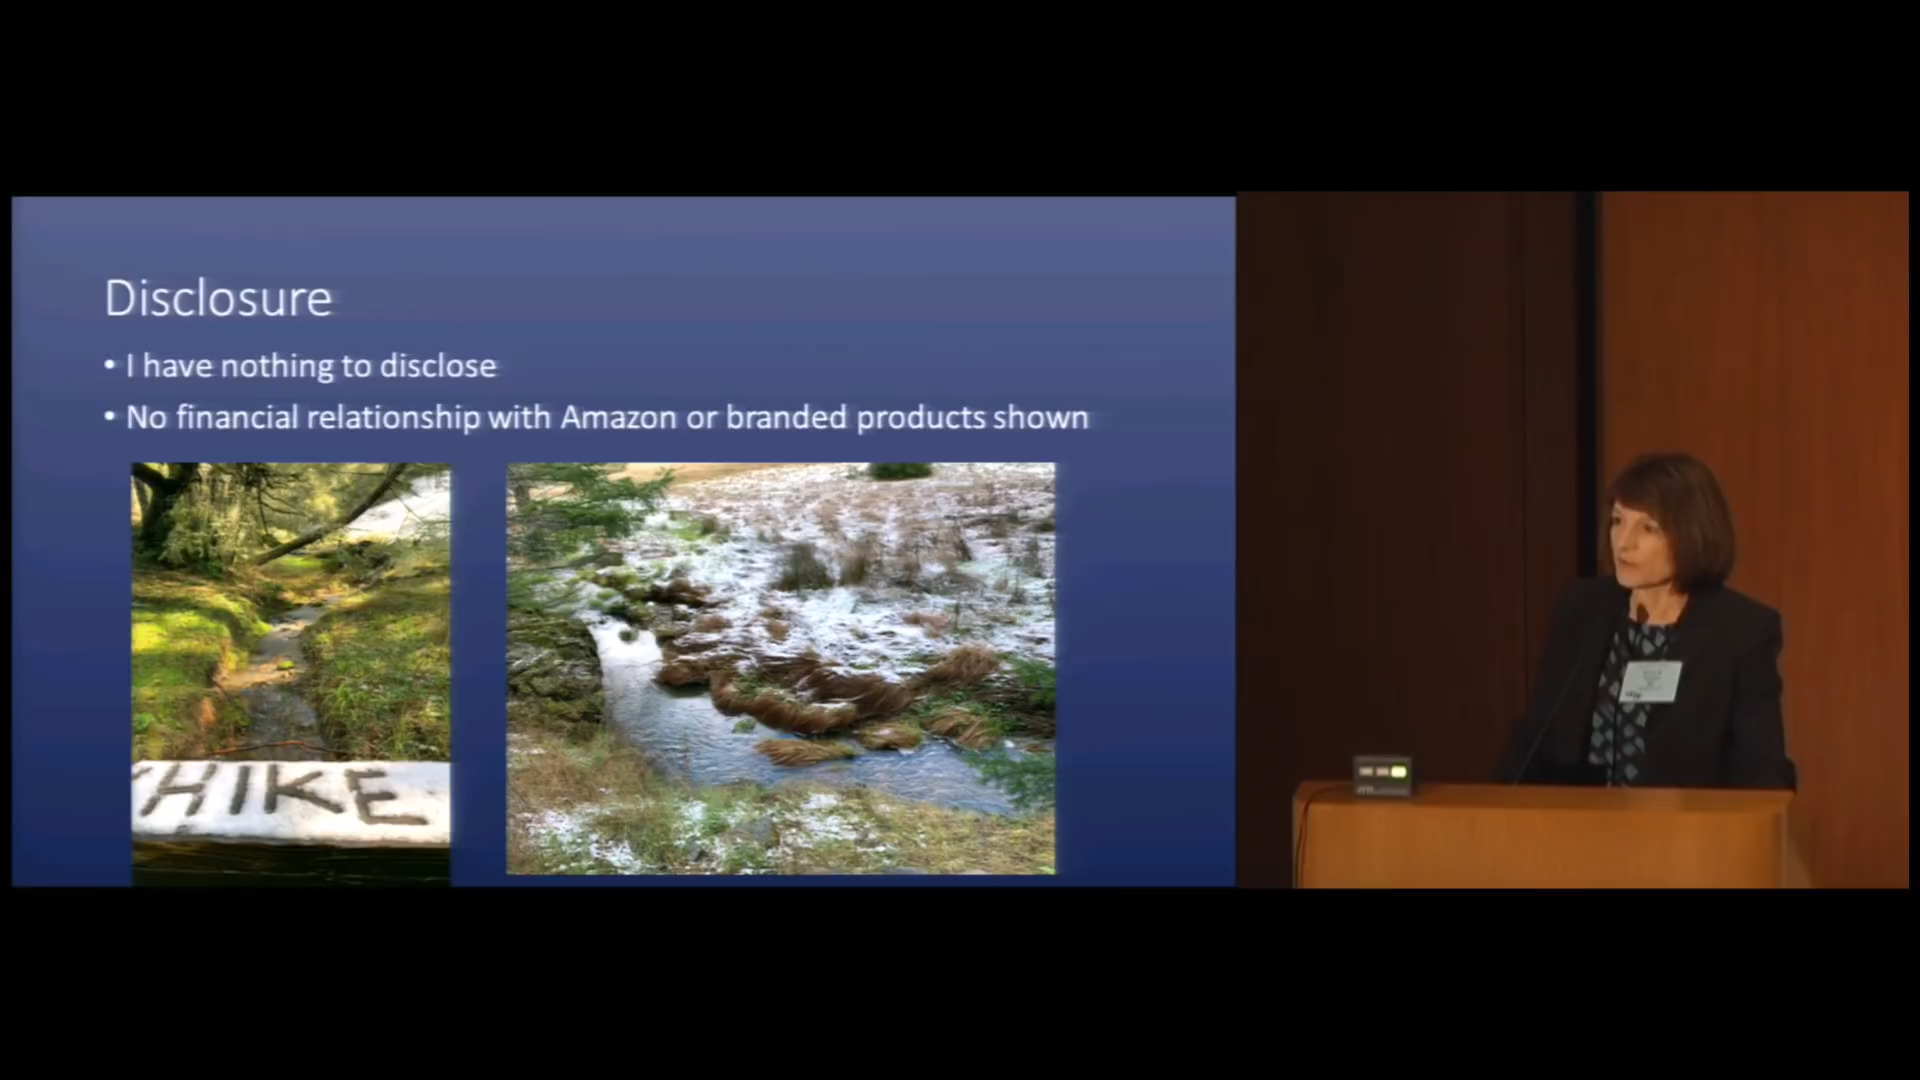 Disclosure
• I have nothing to disclose
• No financial relationship with Amazon or branded products shown
HIKE